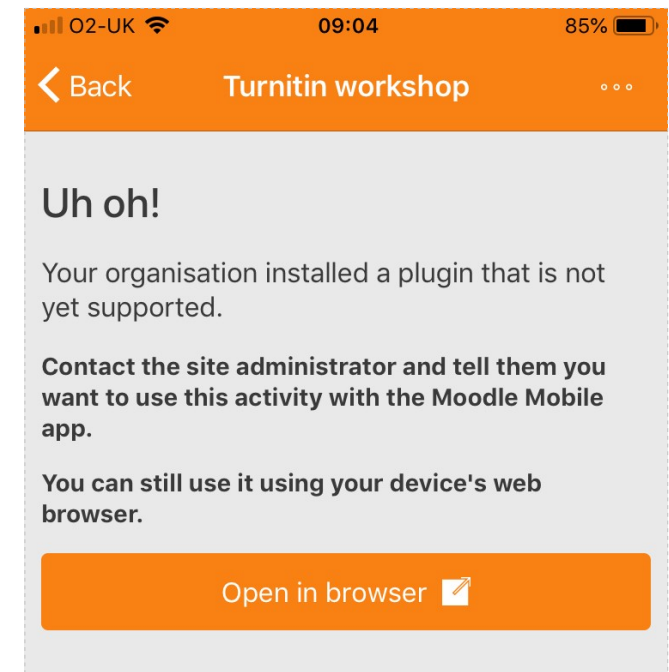 O2-UK 09:04 85%
Back Turnitin workshop
Uh oh!
Your organisation installed a plugin that is not
yet supported.
Contact the site administrator and tell them you
want to use this activity with the Moodle Mobile
app.
You can still use it using your device's web
browser.
Open in browser